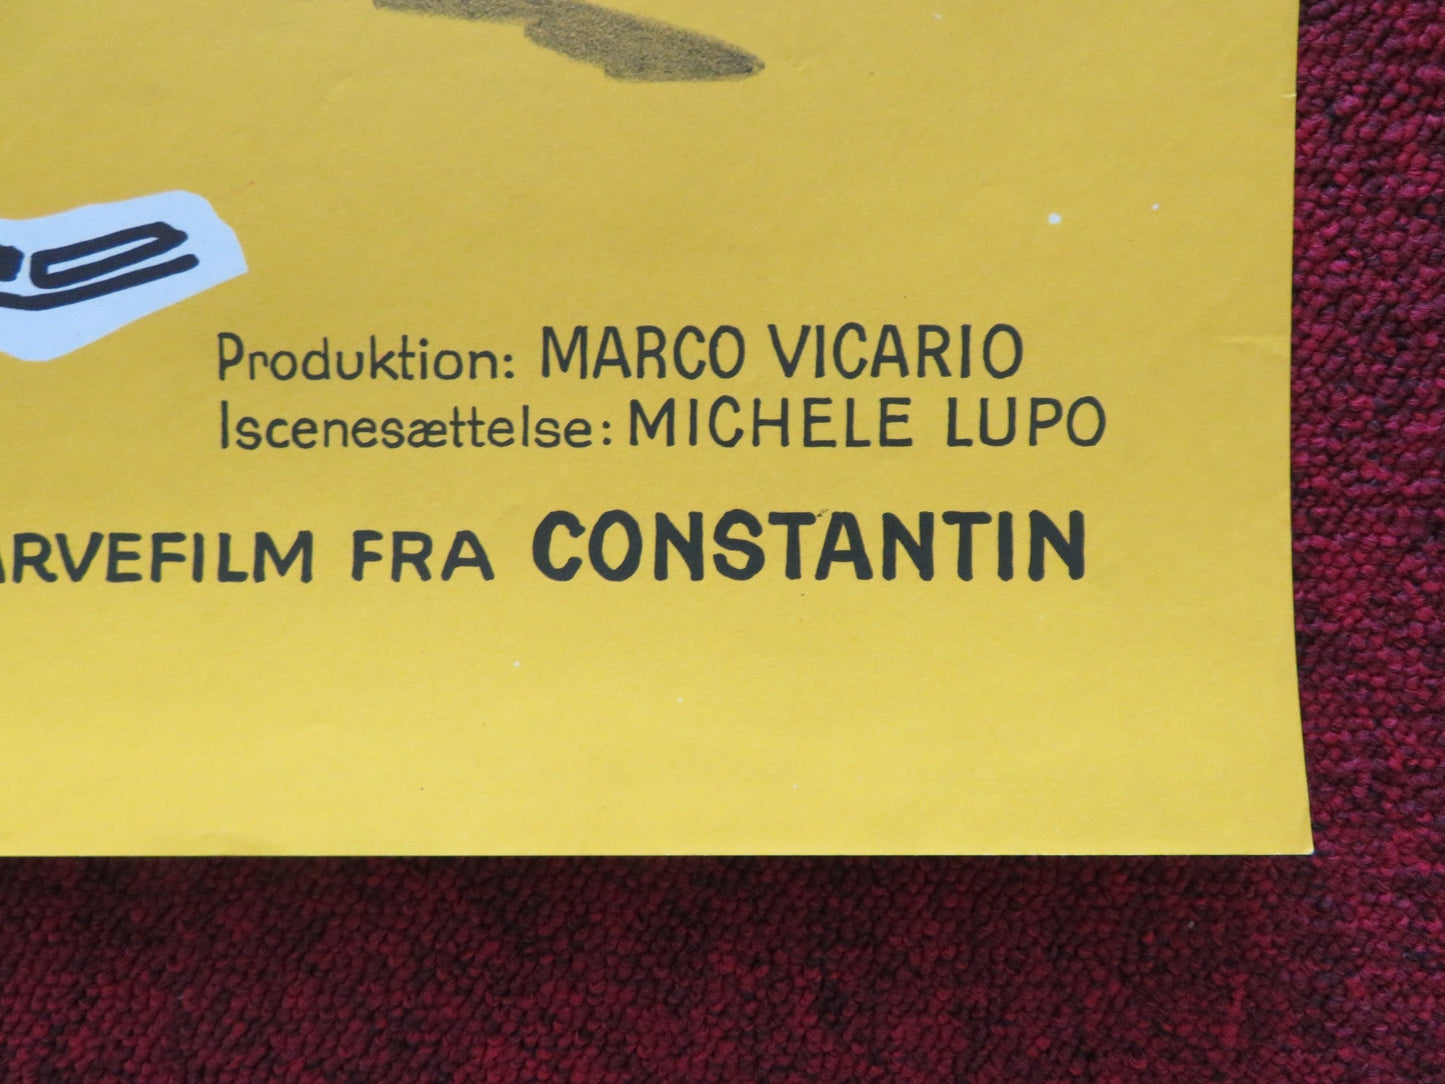 Produktion: MARCO VICARIO
Iscenesættelse: MICHELE LUPO
ARVEFILM FRA CONSTANTIN